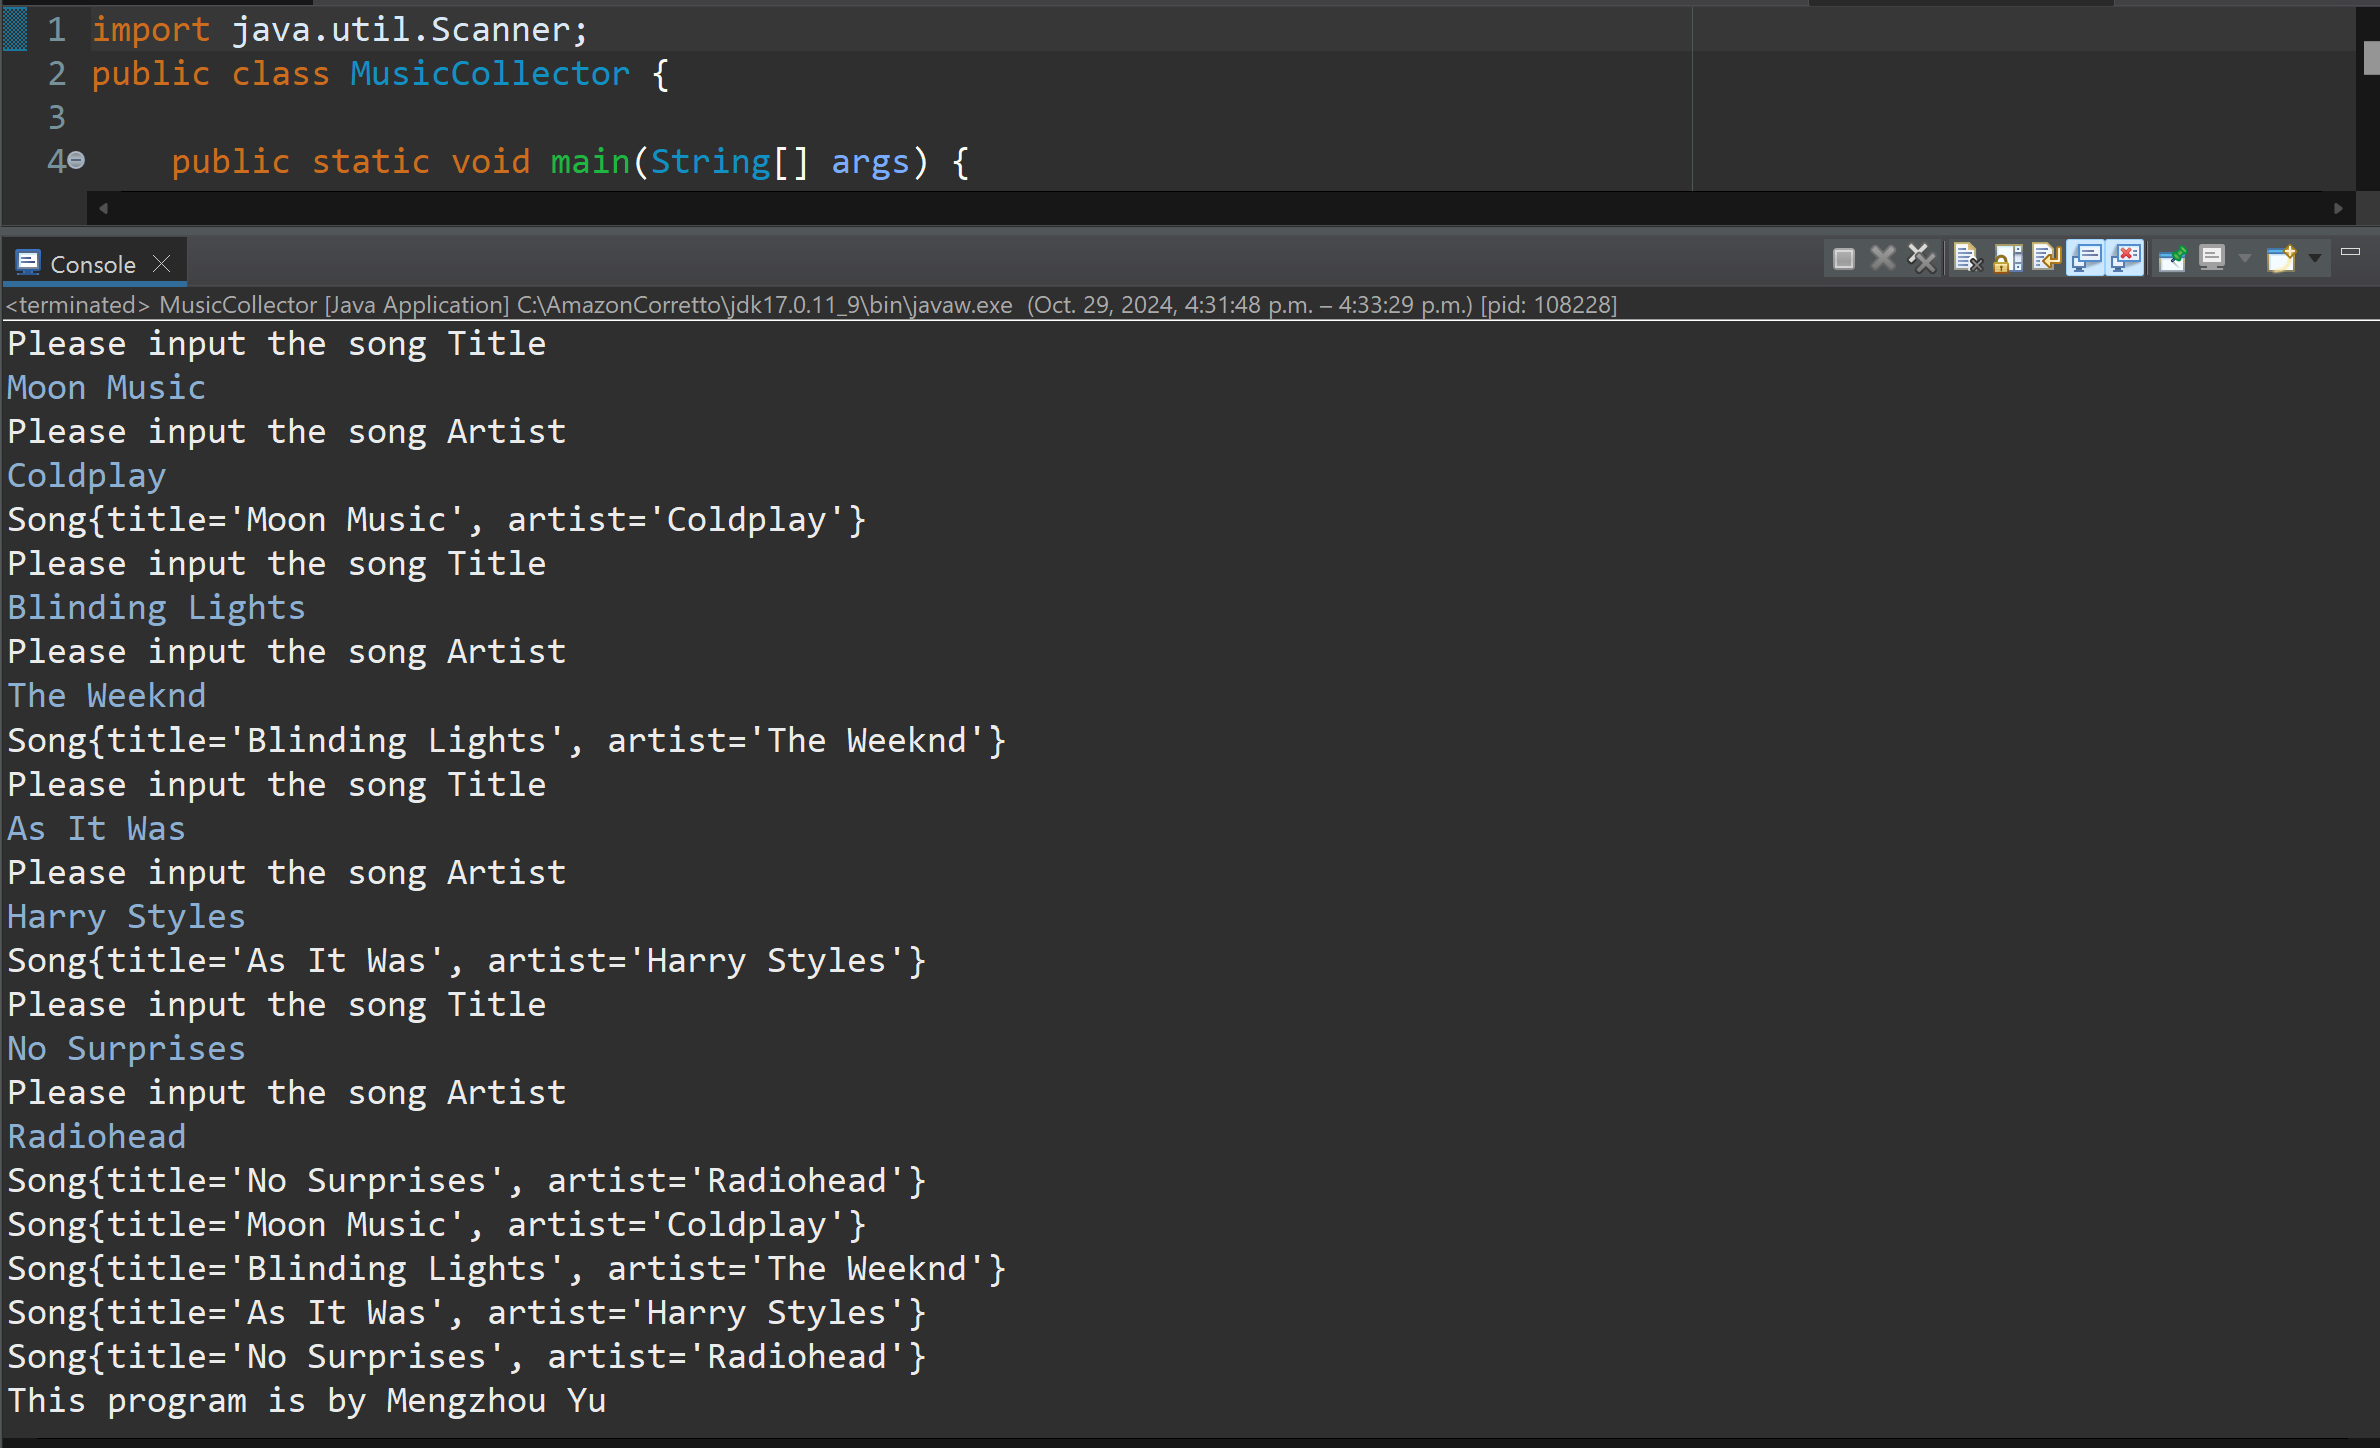 1 import java.util.Scanner;
2 public class MusicCollector {
3
4 public static void main(String[] args) {
Console
<terminated> MusicCollector [Java Application] C:\AmazonCorretto\jdk17.0.11_9\bin\javaw.exe (Oct. 29, 2024, 4:31:48 p.m. – 4:33:29 p.m.) [pid: 108228]
Please input the song Title
Moon Music
Please input the song Artist
Coldplay
Song{title='Moon Music', artist='Coldplay'}
Please input the song Title
Blinding Lights
Please input the song Artist
The Weeknd
Song{title='Blinding Lights', artist='The Weeknd'}
Please input the song Title
As It Was
Please input the song Artist
Harry Styles
Song{title='As It Was', artist='Harry Styles'}
Please input the song Title
No Surprises
Please input the song Artist
Radiohead
Song{title='No Surprises', artist='Radiohead'}
Song{title='Moon Music', artist='Coldplay'}
Song{title='Blinding Lights', artist='The Weeknd'}
Song{title='As It Was', artist='Harry Styles'}
Song{title='No Surprises', artist='Radiohead'}
This program is by Mengzhou Yu